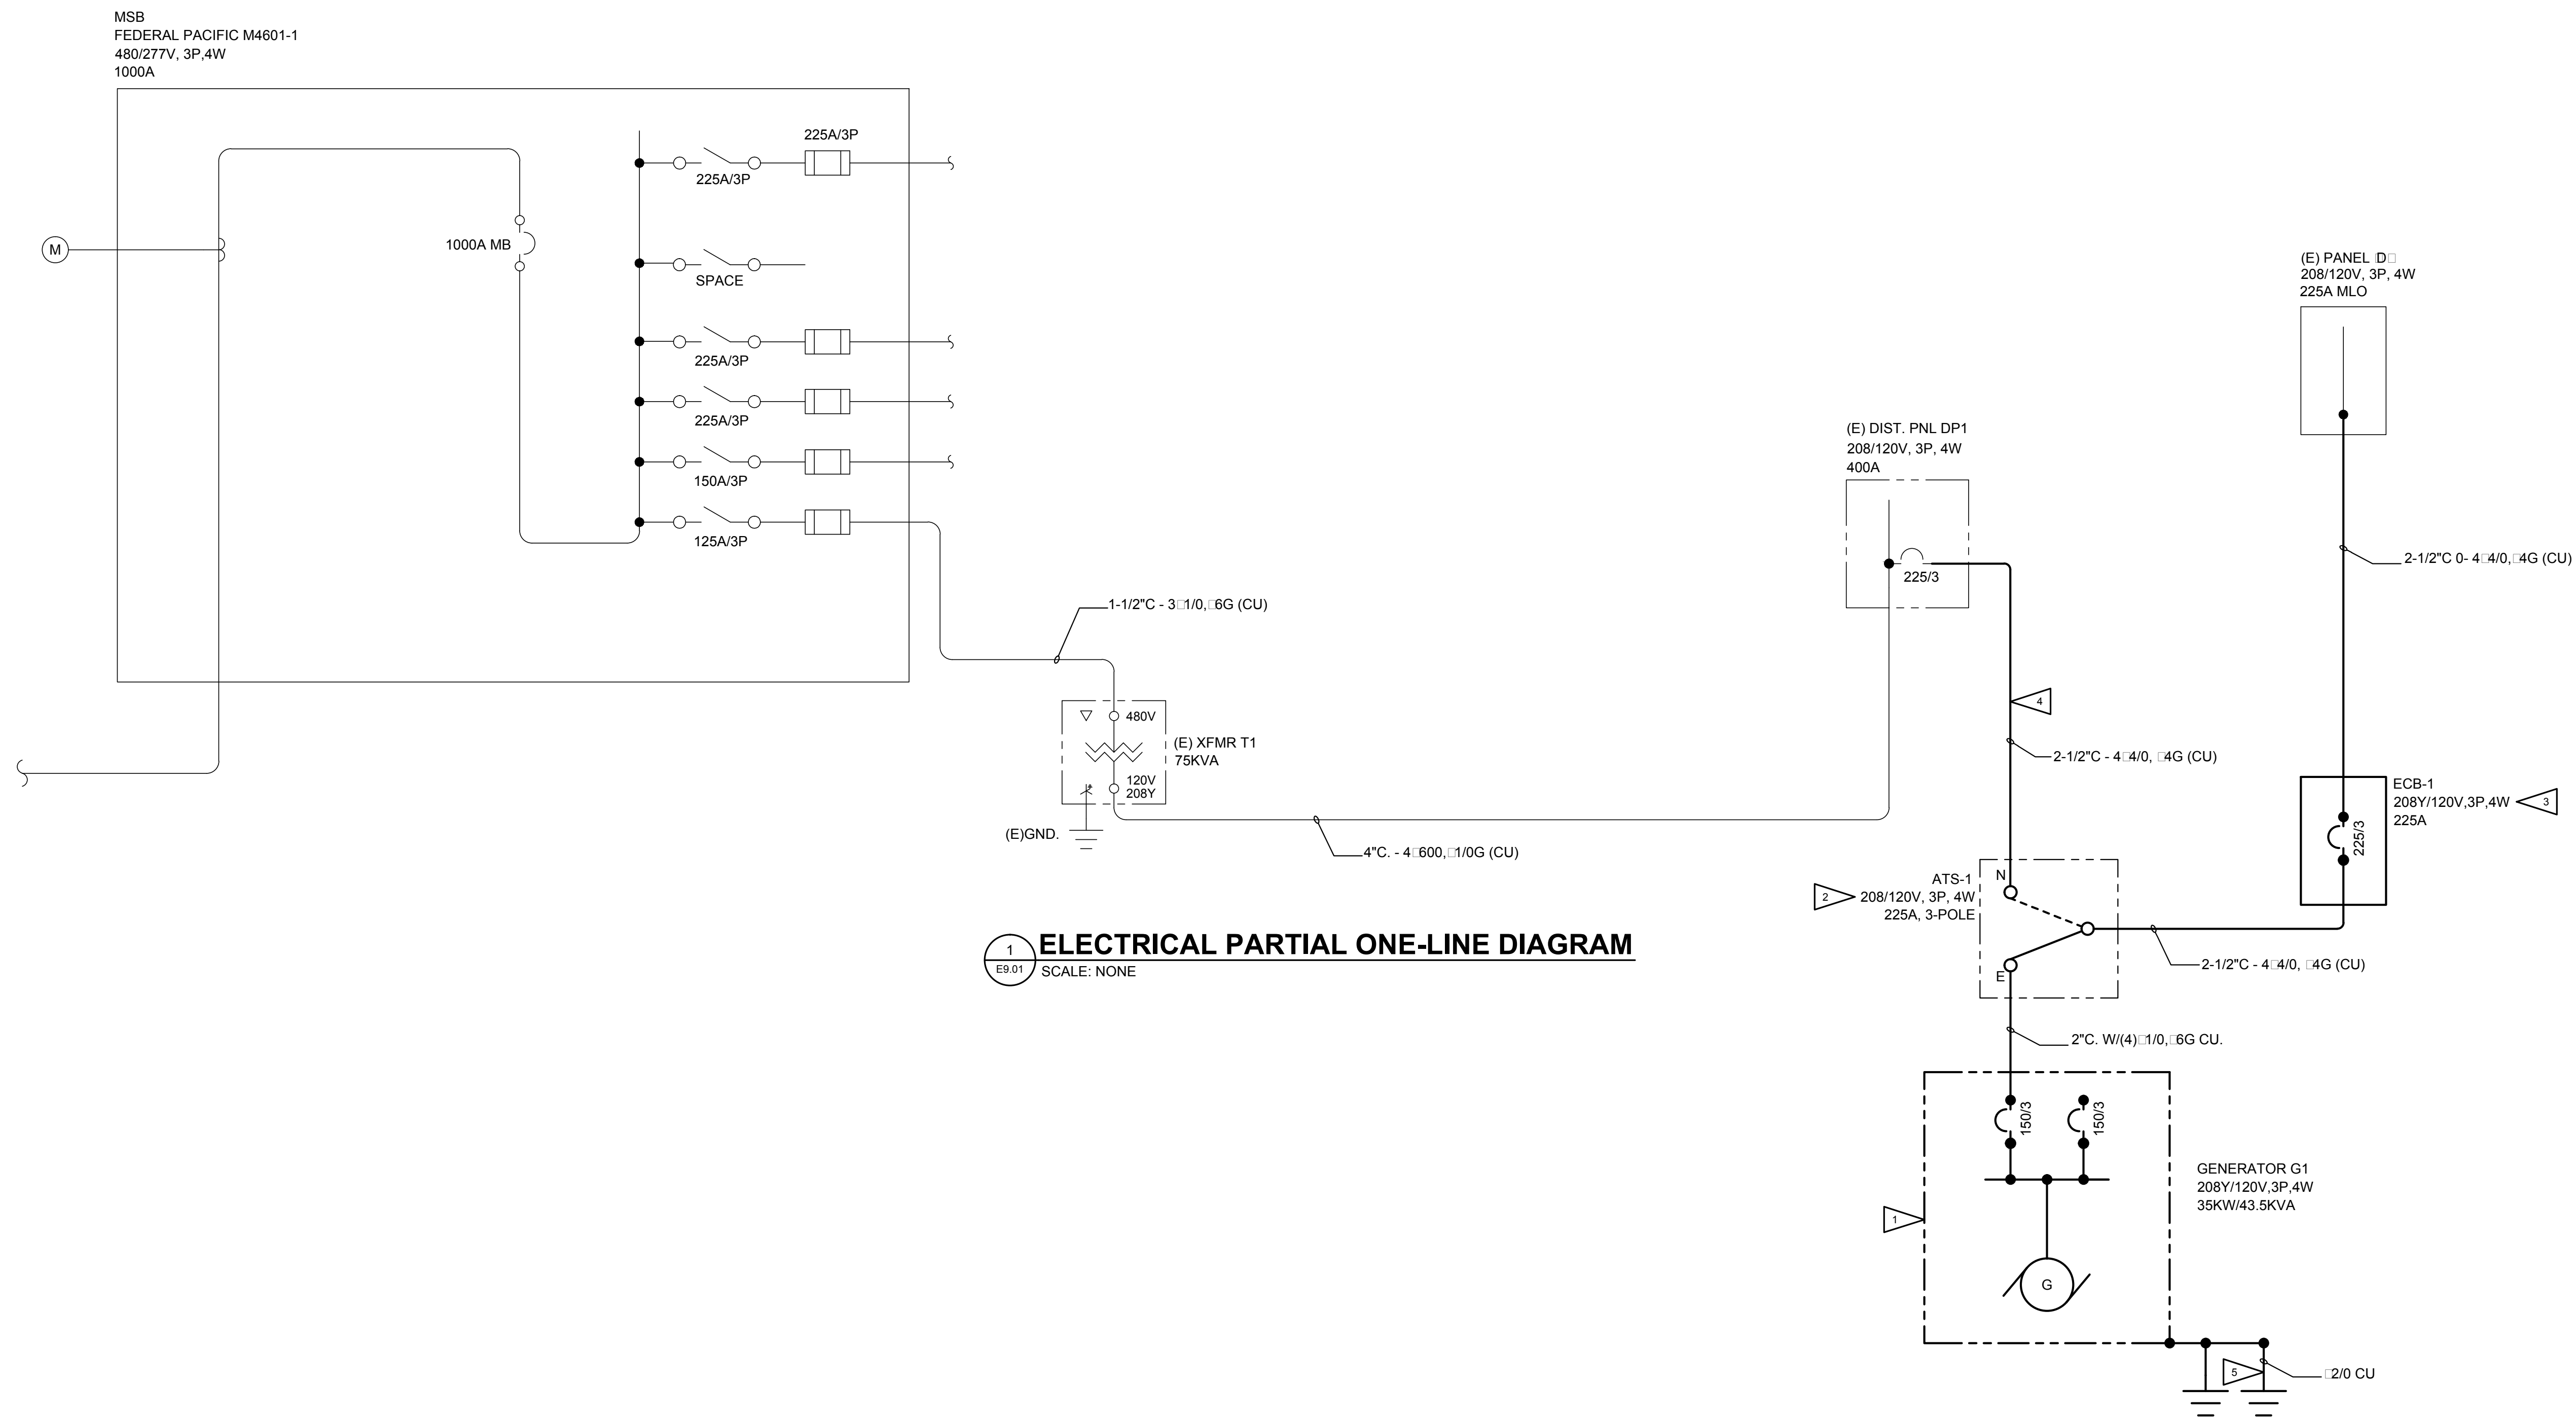 MSB
FEDERAL PACIFIC M4601-1
480/277V, 3P,4W
1000A
225A/3P
225A/3P
M
1000A MB
SPACE
225A/3P
225A/3P
150A/3P
125A/3P
1-1/2"C - 3□1/0,□6G (CU)
480V
(E) XFMR T1
75KVA
120V
208Y
(E)GND.
4"C. - 4□600,□1/0G (CU)
(E) DIST. PNL DP1
208/120V, 3P, 4W
400A
225/3
(E) PANEL □D□
208/120V, 3P, 4W
225A MLO
2-1/2"C 0- 4□4/0,□4G (CU)
4
2-1/2"C - 4□4/0, □4G (CU)
ECB-1
208Y/120V,3P,4W
225A
3
225/3
ATS-1
208/120V, 3P, 4W
225A, 3-POLE
2
N
E
2-1/2"C - 4□4/0, □4G (CU)
2"C. W/(4)□1/0,□6G CU.
150/3
150/3
GENERATOR G1
208Y/120V,3P,4W
35KW/43.5KVA
1
G
5
□2/0 CU
1
E9.01
ELECTRICAL PARTIAL ONE-LINE DIAGRAM
SCALE: NONE